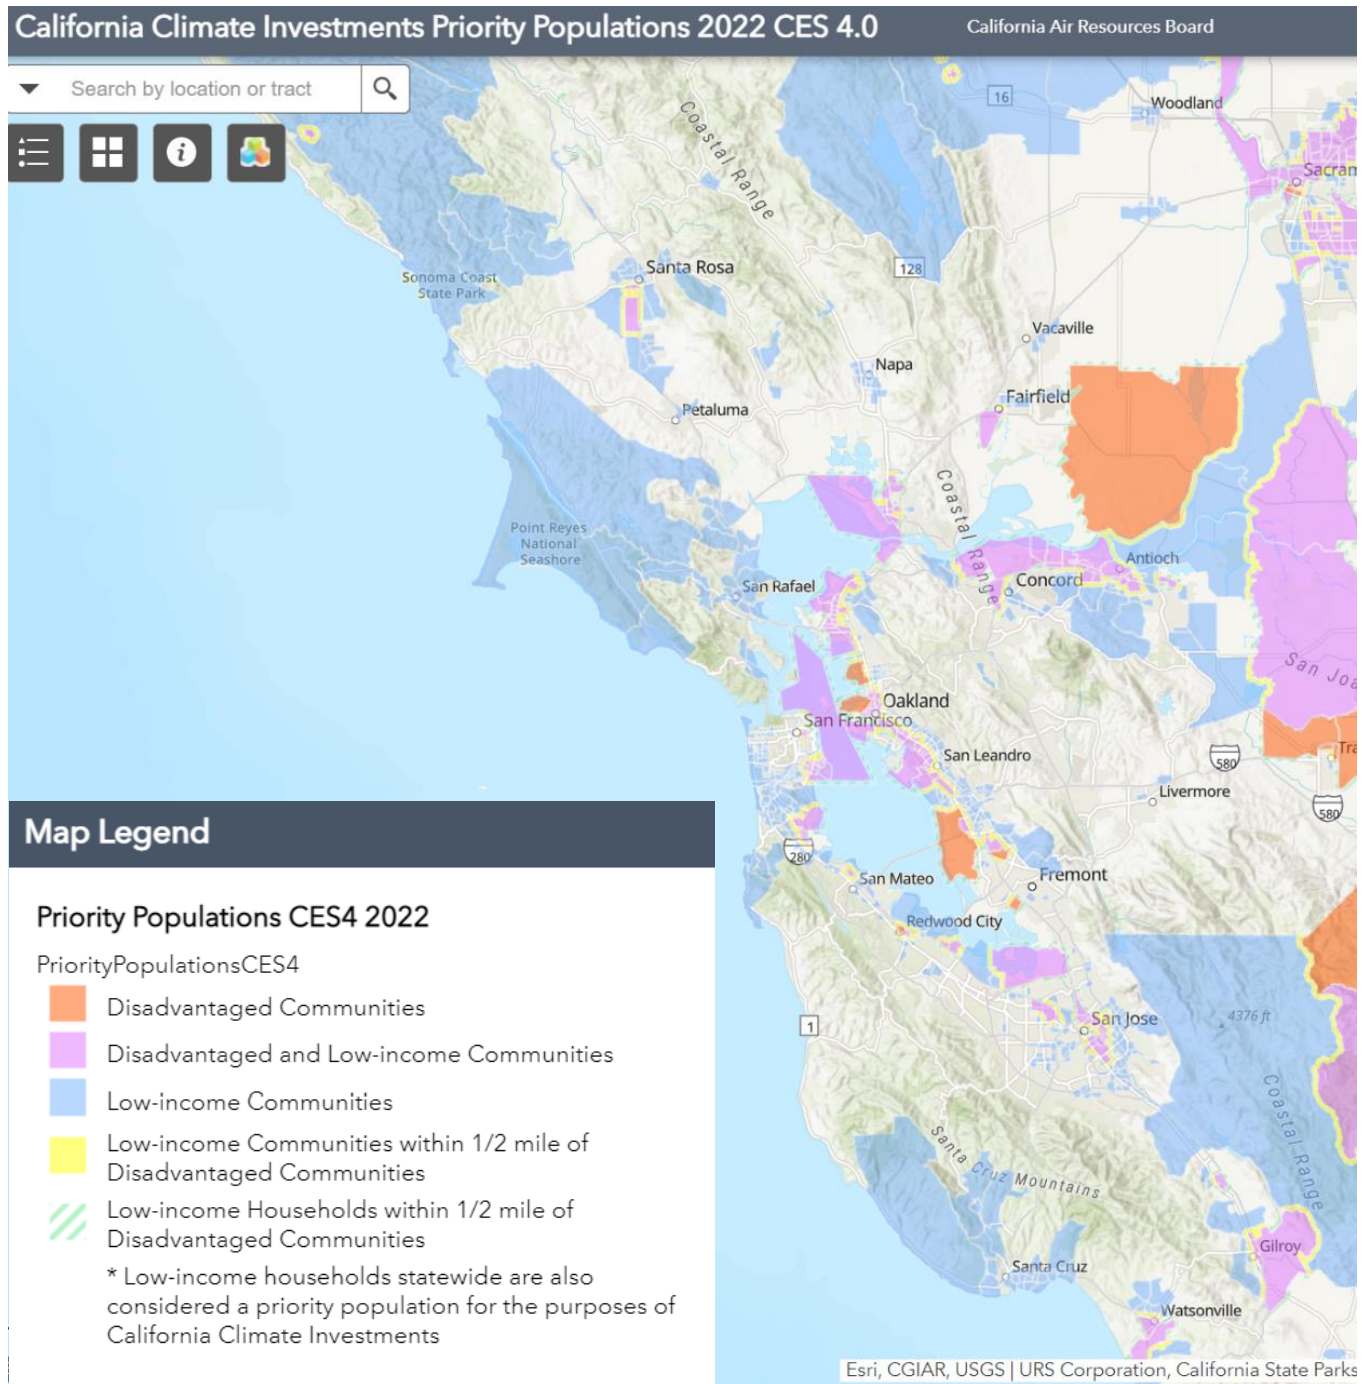 California Climate Investments Priority Populations 2022 CES 4.0
California Air Resources Board
Search by location or tract
Coastal Range
16
Woodland
Sacram
Sonoma Coast
State Park
Santa Rosa
128
Vacaville
Napa
Fairfield
Petaluma
Coastal Range
Point Reyes
National
Seashore
Antioch
Concord
San Rafael
San Joa
Oakland
San Francisco
San Leandro
580
Tra
Livermore
580
280
San Mateo
Fremont
Redwood City
1
San Jose
4376 ft
Coastal Range
Santa Cruz Mountains
Gilroy
Santa Cruz
Watsonville
Map Legend
Priority Populations CES4 2022
PriorityPopulationsCES4
Disadvantaged Communities
Disadvantaged and Low-income Communities
Low-income Communities
Low-income Communities within 1/2 mile of
Disadvantaged Communities
Low-income Households within 1/2 mile of
Disadvantaged Communities
* Low-income households statewide are also
considered a priority population for the purposes of
California Climate Investments
Esri, CGIAR, USGS | URS Corporation, California State Parks